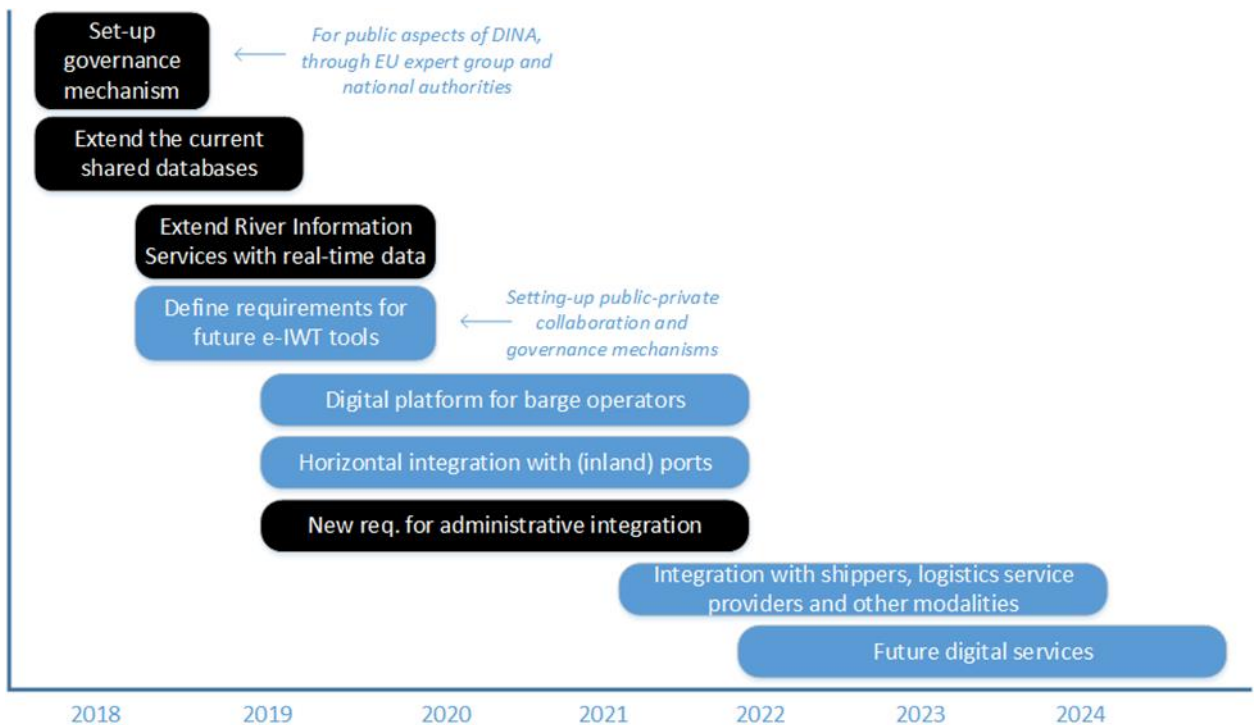 Set-up
governance
mechanism
For public aspects of DINA,
through EU expert group and
national authorities
Extend the current
shared databases
Extend River Information
Services with real-time data
Define requirements for
future e-IWT tools
Setting-up public-private
collaboration and
governance mechanisms
Digital platform for barge operators
Horizontal integration with (inland) ports
New req. for administrative integration
Integration with shippers, logistics service
providers and other modalities
Future digital services
2018 2019 2020 2021 2022 2023 2024